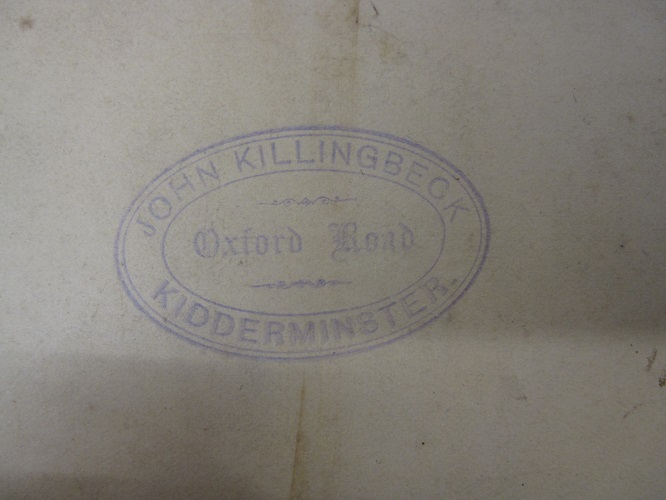 JOHN KILLINGBECK
Oxford Road
KIDDERMINSTER.